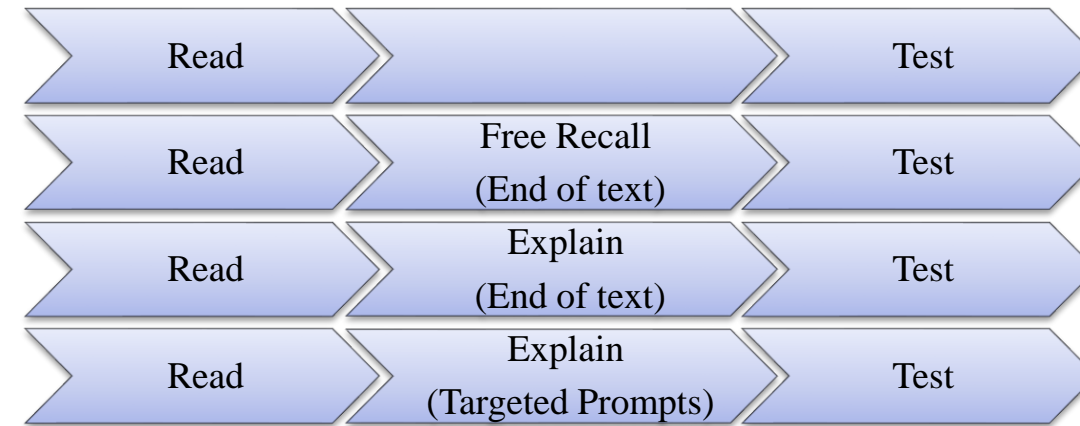 Read Test
Read Free Recall Test
(End of text)
Read Explain Test
(End of text)
Read Explain Test
(Targeted Prompts)